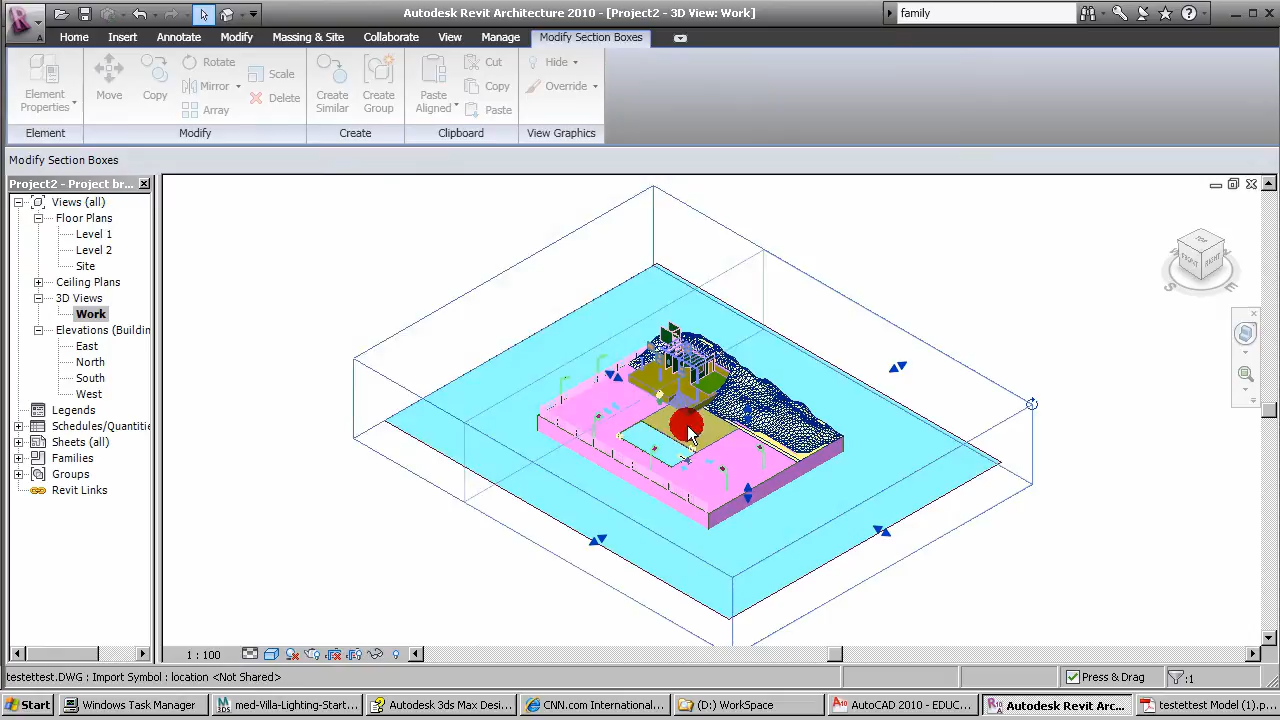 Autodesk Revit Architecture 2010 - [Project2 - 3D View: Work]
family
Home Insert Annotate Modify Massing & Site Collaborate View Manage Modify Section Boxes
Element
Properties
Move
Copy
Rotate
Mirror
Array
Scale
Delete
Create
Similar
Create
Group
Paste
Aligned
Cut
Copy
Paste
Hide
Override
Element Modify Create Clipboard View Graphics
Modify Section Boxes
Project2 - Project br...
Views (all)
Floor Plans
Level 1
Level 2
Site
Ceiling Plans
3D Views
Work
Elevations (Buildin
East
North
South
West
Legends
Schedules/Quantitie
Sheets (all)
Families
Groups
Revit Links
TOP
FRONT
RIGHT
S
E
1 : 100
testettest.DWG : Import Symbol : location <Not Shared>
Press & Drag
:1
Start
Windows Task Manager
med-Villa-Lighting-Start...
Autodesk 3ds Max Desi...
CNN.com International...
(D:) WorkSpace
AutoCAD 2010 - EDUC...
Autodesk Revit Arc...
testettest Model (1).p...